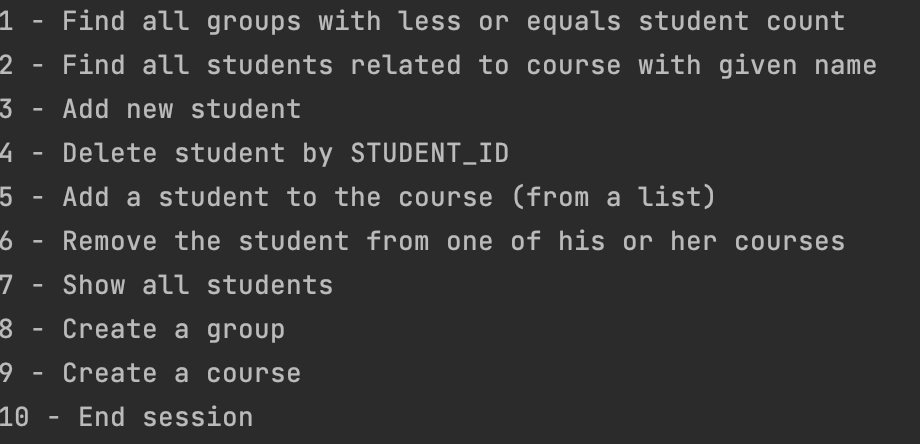 1 - Find all groups with less or equals student count
2 - Find all students related to course with given name
3 - Add new student
4 - Delete student by STUDENT_ID
5 - Add a student to the course (from a list)
6 - Remove the student from one of his or her courses
7 - Show all students
8 - Create a group
9 - Create a course
10 - End session